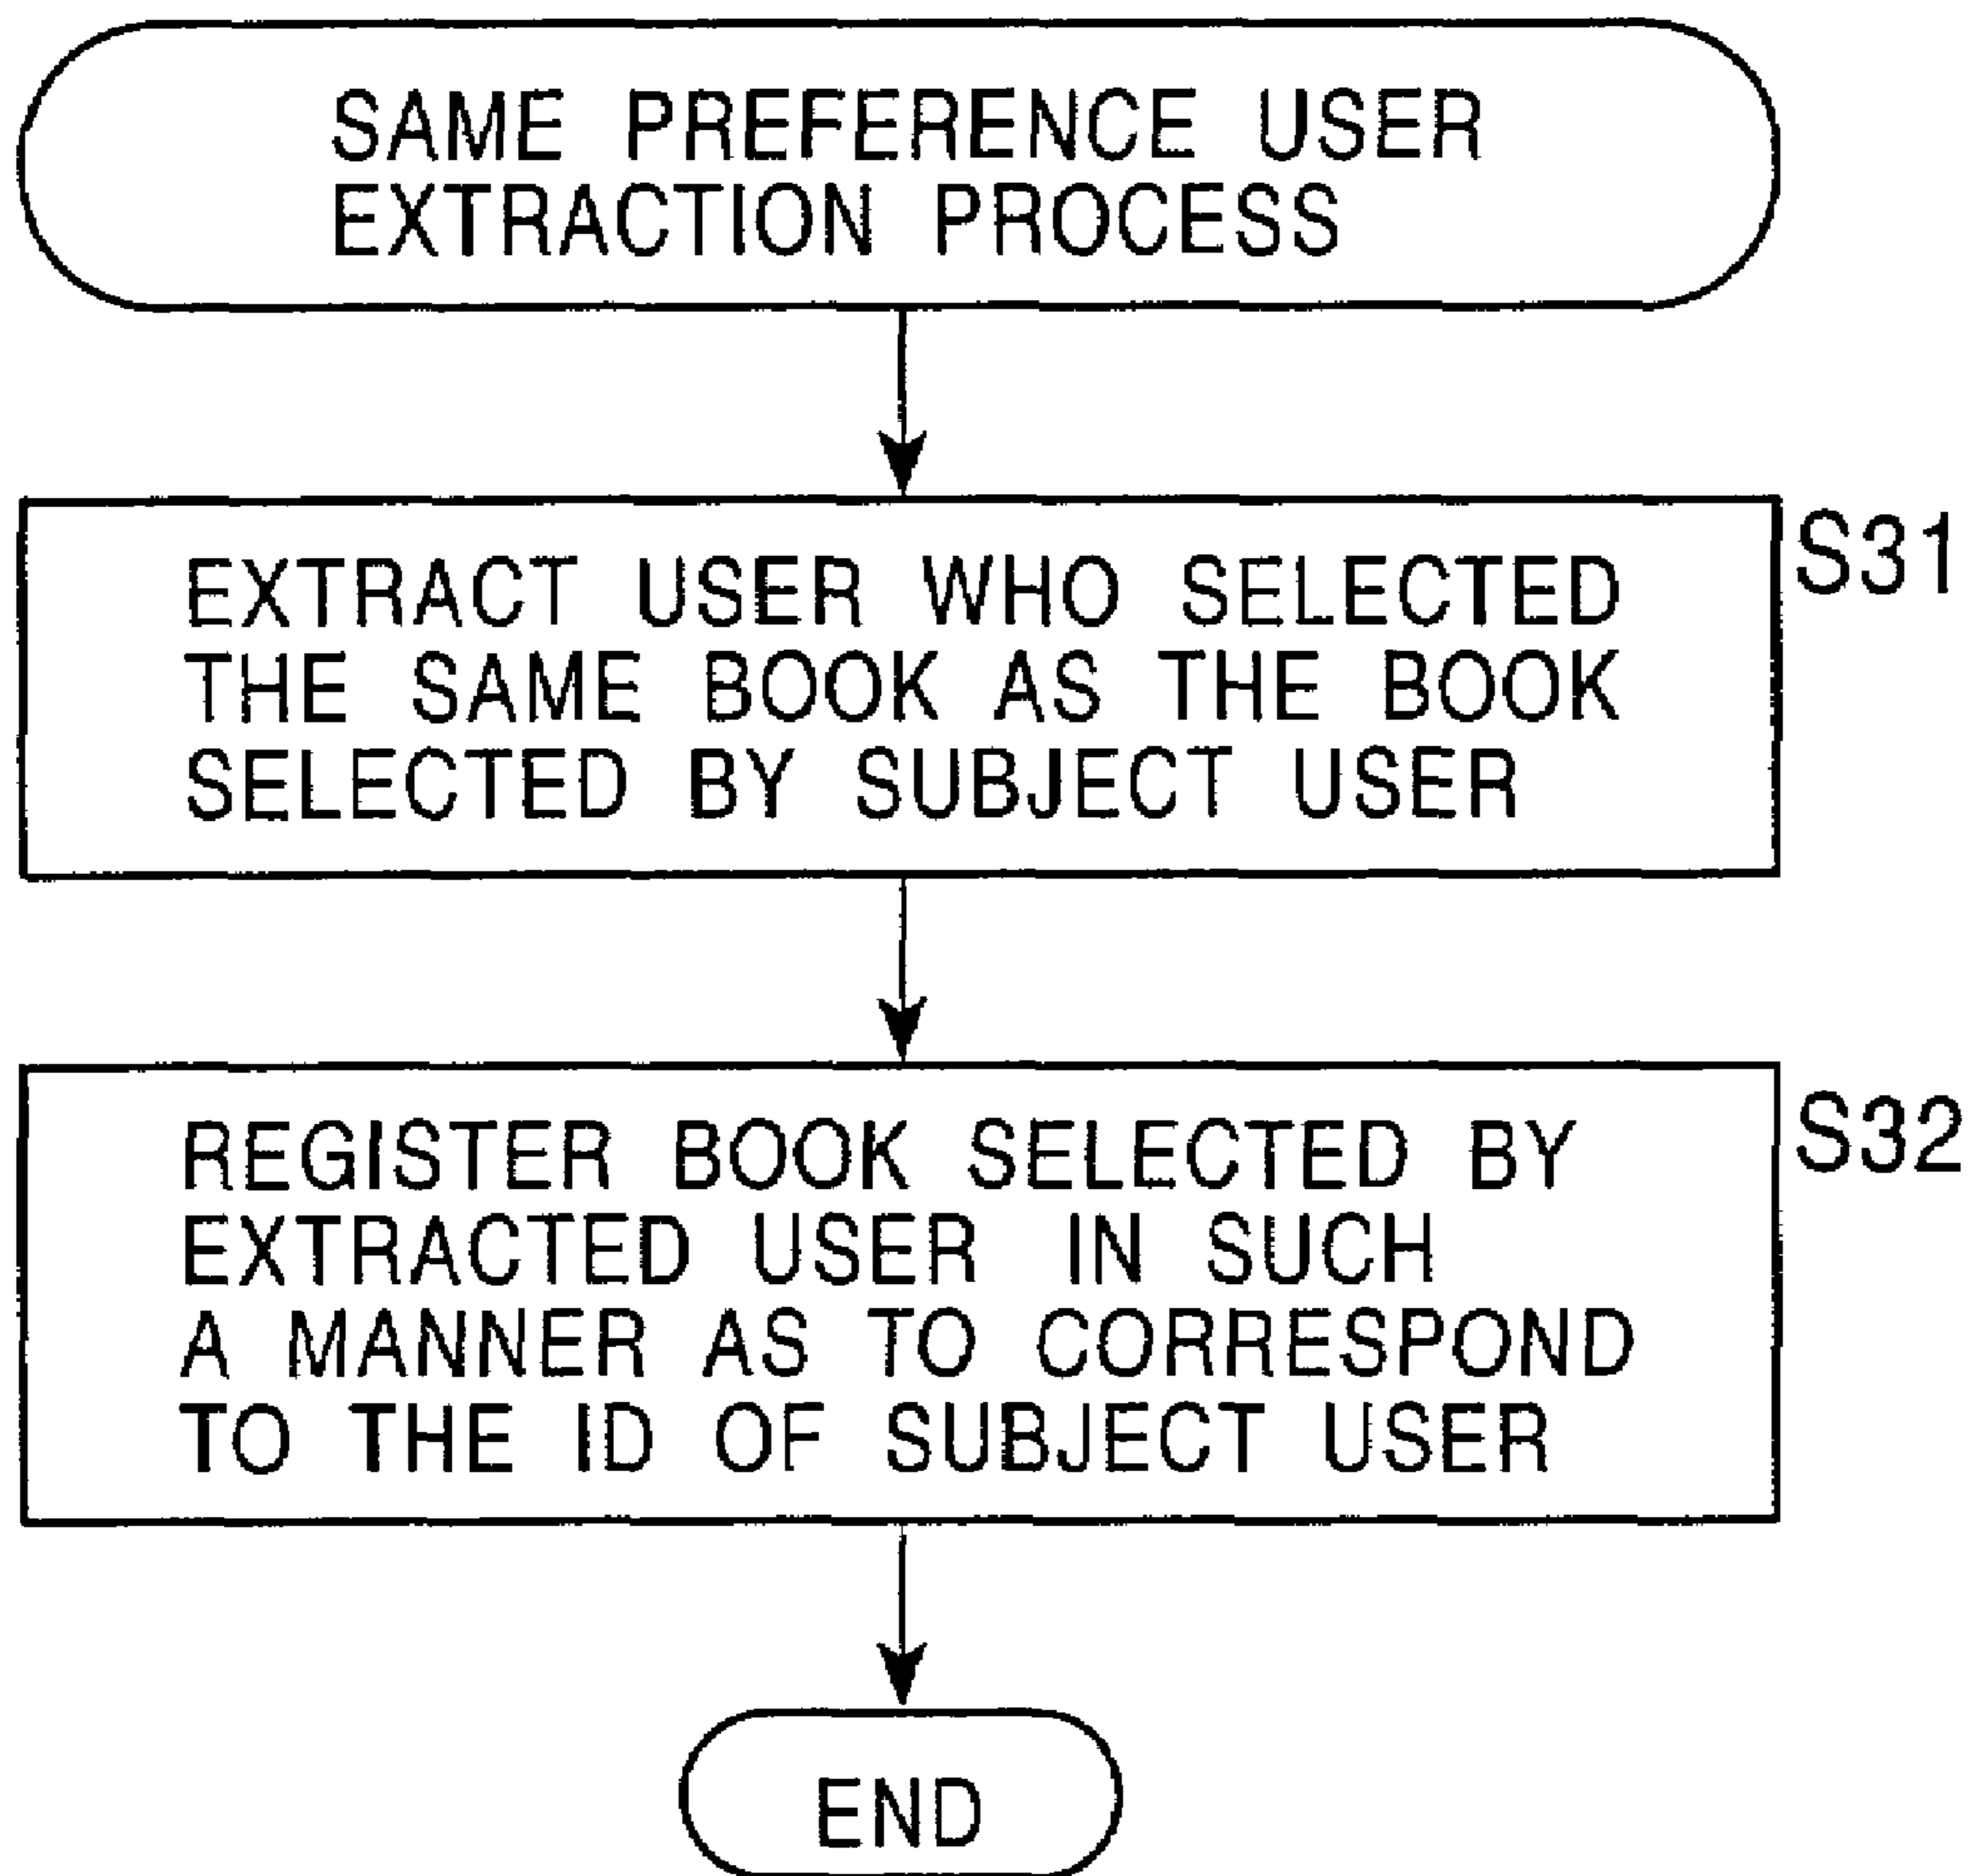 SAME PREFERENCE USER
EXTRACTION PROCESS
S31
EXTRACT USER WHO SELECTED
THE SAME BOOK AS THE BOOK
SELECTED BY SUBJECT USER
S32
REGISTER BOOK SELECTED BY
EXTRACTED USER IN SUCH
A MANNER AS TO CORRESPOND
TO THE ID OF SUBJECT USER
END